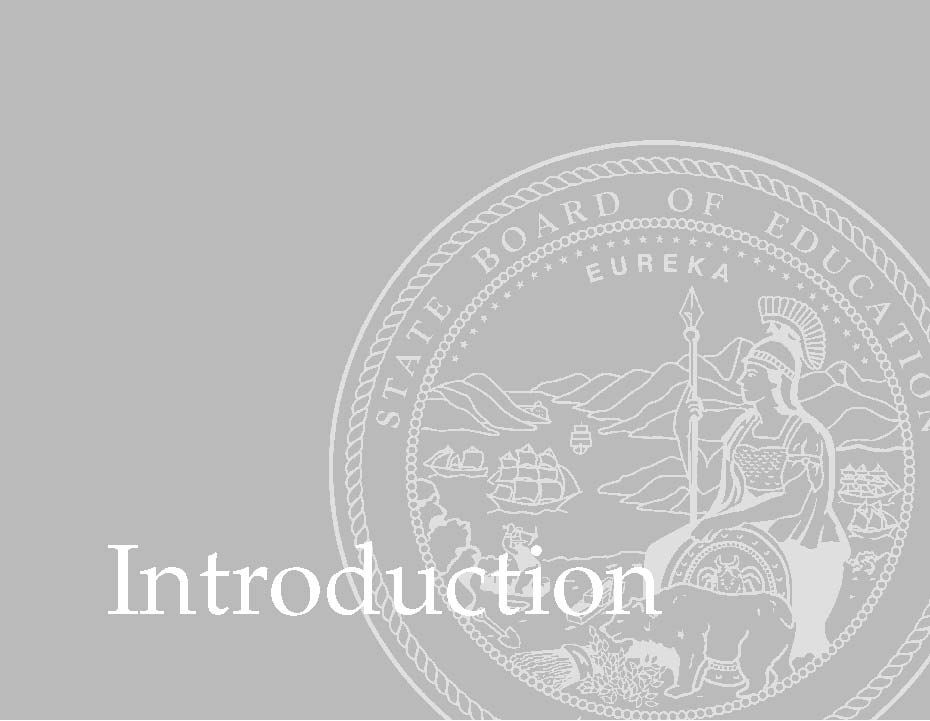 STATE BOARD OF EDUCATION
EUREKA
Introduction